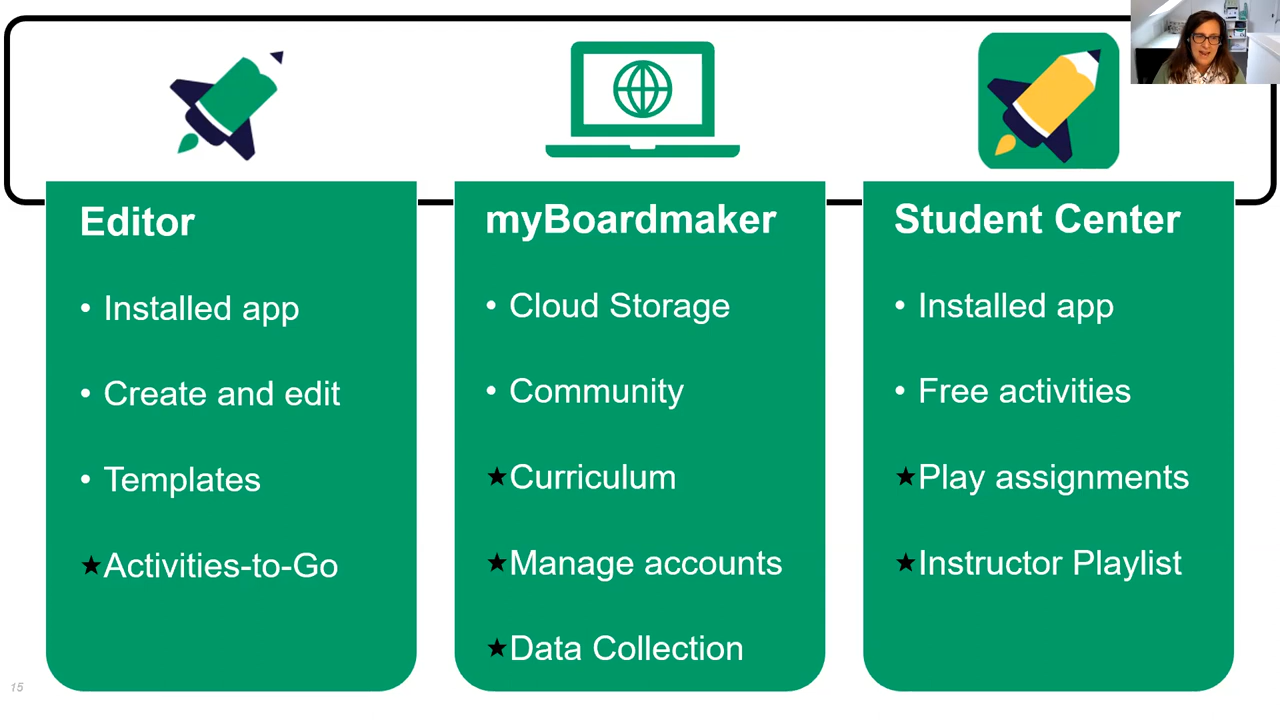 Editor
• Installed app
• Create and edit
• Templates
★Activities-to-Go
myBoardmaker
• Cloud Storage
• Community
★Curriculum
★Manage accounts
★Data Collection
Student Center
• Installed app
• Free activities
★Play assignments
★Instructor Playlist
15